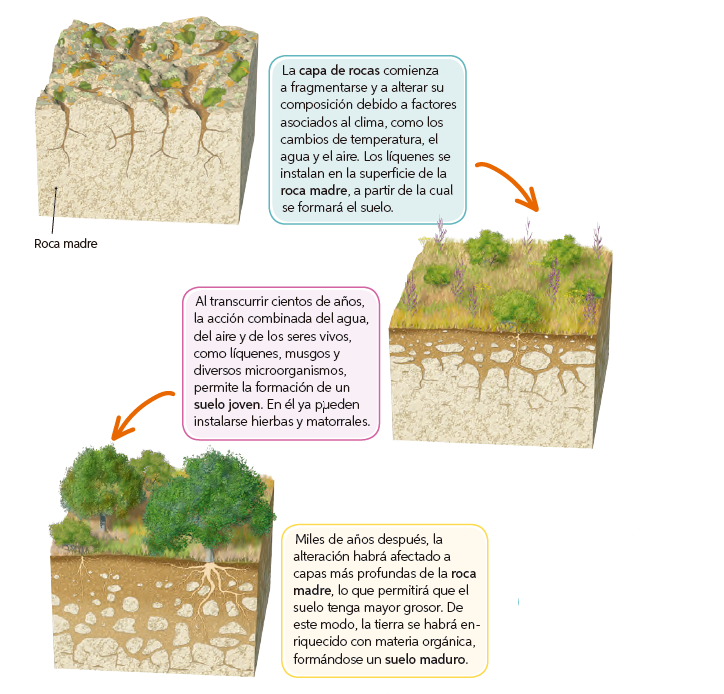 La capa de rocas comienza
a fragmentarse y a alterar su
composición debido a factores
asociados al clima, como los
cambios de temperatura, el
agua y el aire. Los líquenes se
instalan en la superficie de la
roca madre, a partir de la cual
se formará el suelo.
Roca madre
Al transcurrir cientos de años,
la acción combinada del agua,
del aire y de los seres vivos,
como líquenes, musgos y
diversos microorganismos,
permite la formación de un
suelo joven. En él ya pueden
instalarse hierbas y matorrales.
Miles de años después, la
alteración habrá afectado a
capas más profundas de la roca
madre, lo que permitirá que el
suelo tenga mayor grosor. De
este modo, la tierra se habrá en-
riquecido con materia orgánica,
formándose un suelo maduro.